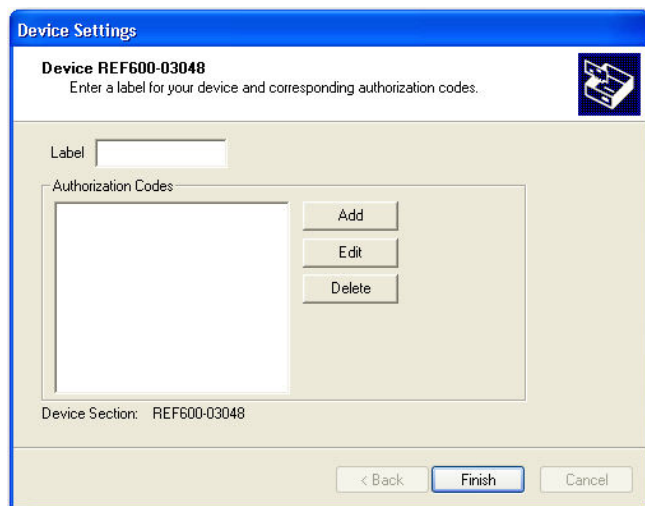 Device Settings
Device REF600-03048
Enter a label for your device and corresponding authorization codes.
Label
Authorization Codes
Add
Edit
Delete
Device Section: REF600-03048
< Back Finish Cancel